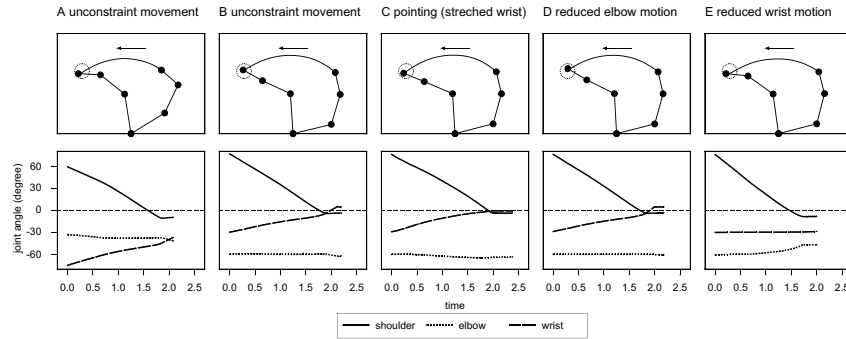 A unconstraint movement
B unconstraint movement
C pointing (streched wrist)
D reduced elbow motion
E reduced wrist motion
joint angle (degree)
60
30
0
-30
-60
0.0 0.5 1.0 1.5 2.0 2.5
0.0 0.5 1.0 1.5 2.0 2.5
0.0 0.5 1.0 1.5 2.0 2.5
0.0 0.5 1.0 1.5 2.0 2.5
0.0 0.5 1.0 1.5 2.0 2.5
time
shoulder elbow wrist